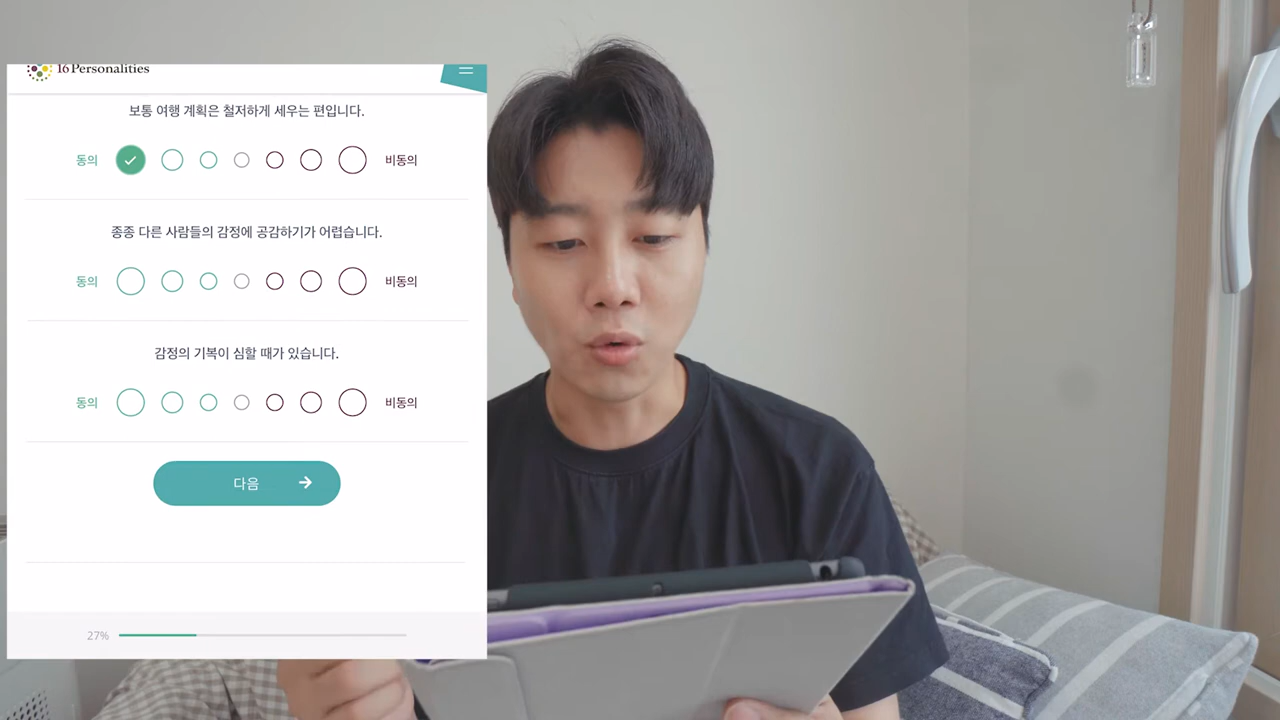 16Personalities
보통 여행 계획은 철저하게 세우는 편입니다.
동의 비동의
종종 다른 사람들의 감정에 공감하기가 어렵습니다.
동의 비동의
감정의 기복이 심할 때가 있습니다.
동의 비동의
다음
27%